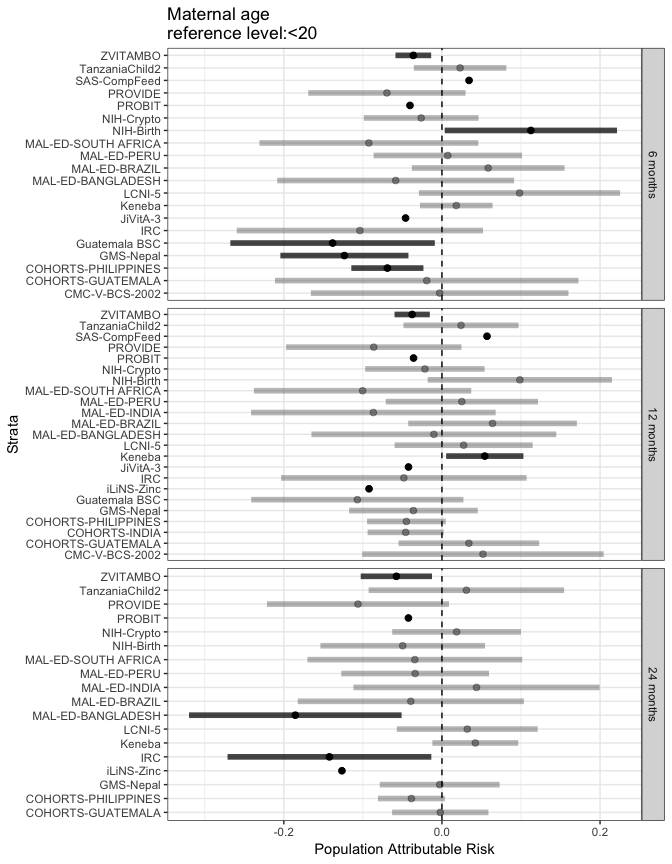 Maternal age
reference level:<20
ZVITAMBO
TanzaniaChild2
SAS-CompFeed
PROVIDE
PROBIT
NIH-Crypto
NIH-Birth
MAL-ED-SOUTH AFRICA
MAL-ED-PERU
MAL-ED-BRAZIL
MAL-ED-BANGLADESH
LCNI-5
Keneba
JiVitA-3
IRC
Guatemala BSC
GMS-Nepal
COHORTS-PHILIPPINES
COHORTS-GUATEMALA
CMC-V-BCS-2002
6 months
ZVITAMBO
TanzaniaChild2
SAS-CompFeed
PROVIDE
PROBIT
NIH-Crypto
NIH-Birth
MAL-ED-SOUTH AFRICA
MAL-ED-PERU
MAL-ED-INDIA
MAL-ED-BRAZIL
MAL-ED-BANGLADESH
LCNI-5
Keneba
JiVitA-3
IRC
iLiNS-Zinc
Guatemala BSC
GMS-Nepal
COHORTS-PHILIPPINES
COHORTS-INDIA
COHORTS-GUATEMALA
CMC-V-BCS-2002
12 months
ZVITAMBO
TanzaniaChild2
PROVIDE
PROBIT
NIH-Crypto
NIH-Birth
MAL-ED-SOUTH AFRICA
MAL-ED-PERU
MAL-ED-INDIA
MAL-ED-BRAZIL
MAL-ED-BANGLADESH
LCNI-5
Keneba
IRC
iLiNS-Zinc
GMS-Nepal
COHORTS-PHILIPPINES
COHORTS-GUATEMALA
24 months
Strata
-0.2 0.0 0.2
Population Attributable Risk